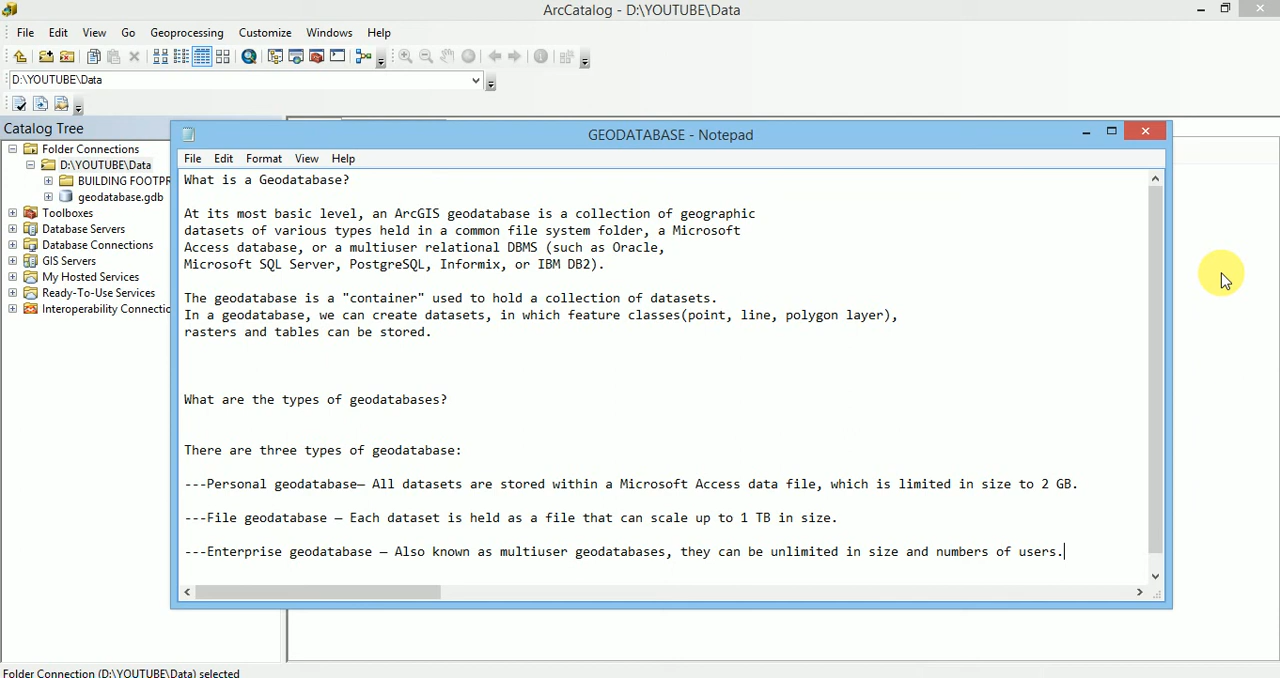 ArcCatalog - D:\YOUTUBE\Data
File Edit View Go Geoprocessing Customize Windows Help
D:\YOUTUBE\Data
Catalog Tree
Folder Connections
D:\YOUTUBE\Data
BUILDING FOOTPR
geodatabase.gdb
Toolboxes
Database Servers
Database Connections
GIS Servers
My Hosted Services
Ready-To-Use Services
Interoperability Connectio
GEODATABASE - Notepad
File Edit Format View Help
What is a Geodatabase?
At its most basic level, an ArcGIS geodatabase is a collection of geographic
datasets of various types held in a common file system folder, a Microsoft
Access database, or a multiuser relational DBMS (such as Oracle,
Microsoft SQL Server, PostgreSQL, Informix, or IBM DB2).
The geodatabase is a "container" used to hold a collection of datasets.
In a geodatabase, we can create datasets, in which feature classes(point, line, polygon layer),
rasters and tables can be stored.
What are the types of geodatabases?
There are three types of geodatabase:
---Personal geodatabase— All datasets are stored within a Microsoft Access data file, which is limited in size to 2 GB.
---File geodatabase — Each dataset is held as a file that can scale up to 1 TB in size.
---Enterprise geodatabase — Also known as multiuser geodatabases, they can be unlimited in size and numbers of users.
Folder Connection (D:\YOUTUBE\Data) selected